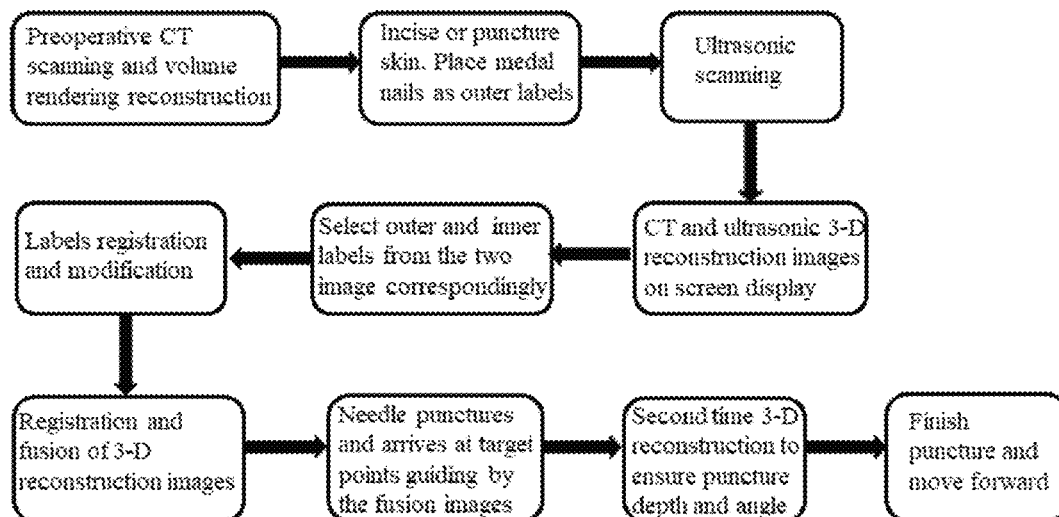 Preoperative CT
scanning and volume
rendering reconstruction
Incise or puncture
skin. Place medal
nails as outer labels
Ultrasonic
scanning
CT and ultrasonic 3-D
reconstruction images
on screen display
Select outer and inner
labels from the two
image correspondingly
Labels registration
and modification
Registration and
fusion of 3-D
reconstruction images
Needle punctures
and arrives at target
points guiding by
the fusion images
Second time 3-D
reconstruction to
ensure puncture
depth and angle
Finish
puncture and
move forward